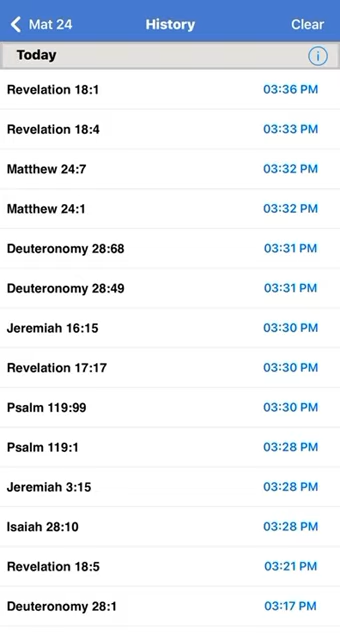 Mat 24 History Clear
Today
Revelation 18:1 03:36 PM
Revelation 18:4 03:33 PM
Matthew 24:7 03:32 PM
Matthew 24:1 03:32 PM
Deuteronomy 28:68 03:31 PM
Deuteronomy 28:49 03:31 PM
Jeremiah 16:15 03:30 PM
Revelation 17:17 03:30 PM
Psalm 119:99 03:30 PM
Psalm 119:1 03:28 PM
Jeremiah 3:15 03:28 PM
Isaiah 28:10 03:28 PM
Revelation 18:5 03:21 PM
Deuteronomy 28:1 03:17 PM